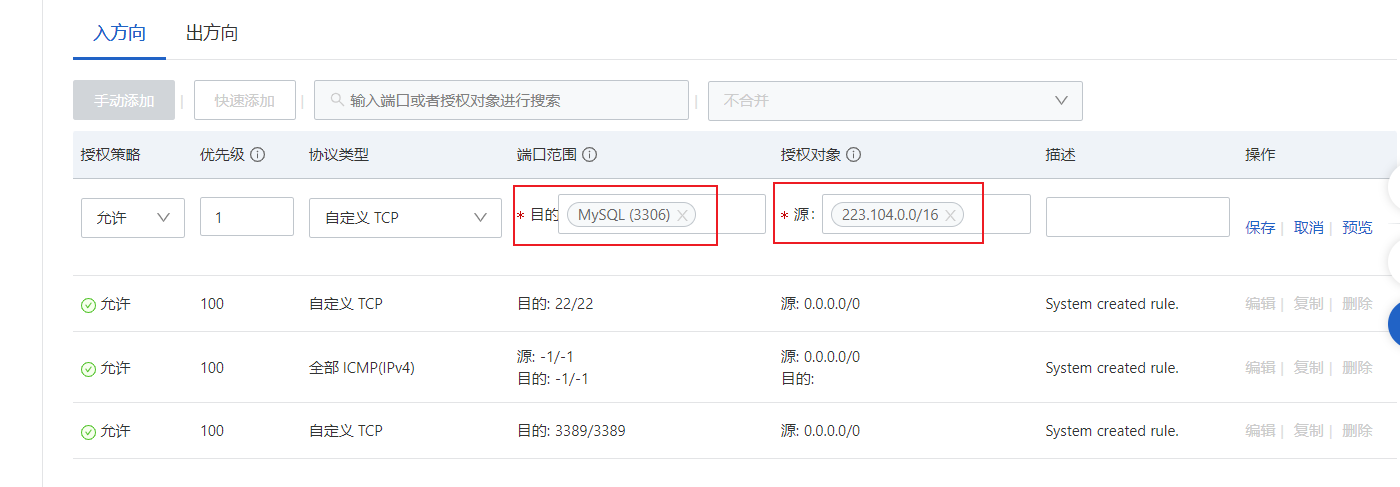 入方向 出方向
手动添加 | 快速添加 | 输入端口或者授权对象进行搜索 | 不合并
授权策略 优先级 协议类型 端口范围 授权对象 描述 操作
允许 1 自定义 TCP * 目的 MySQL (3306) * 源: 223.104.0.0/16 保存 | 取消 | 预览
允许 100 自定义 TCP 目的: 22/22 源: 0.0.0.0/0 System created rule. 编辑 | 复制 | 删除
允许 100 全部 ICMP(IPv4) 源: -1/-1 源: 0.0.0.0/0 System created rule. 编辑 | 复制 | 删除
目的: -1/-1 目的:
允许 100 自定义 TCP 目的: 3389/3389 源: 0.0.0.0/0 System created rule. 编辑 | 复制 | 删除